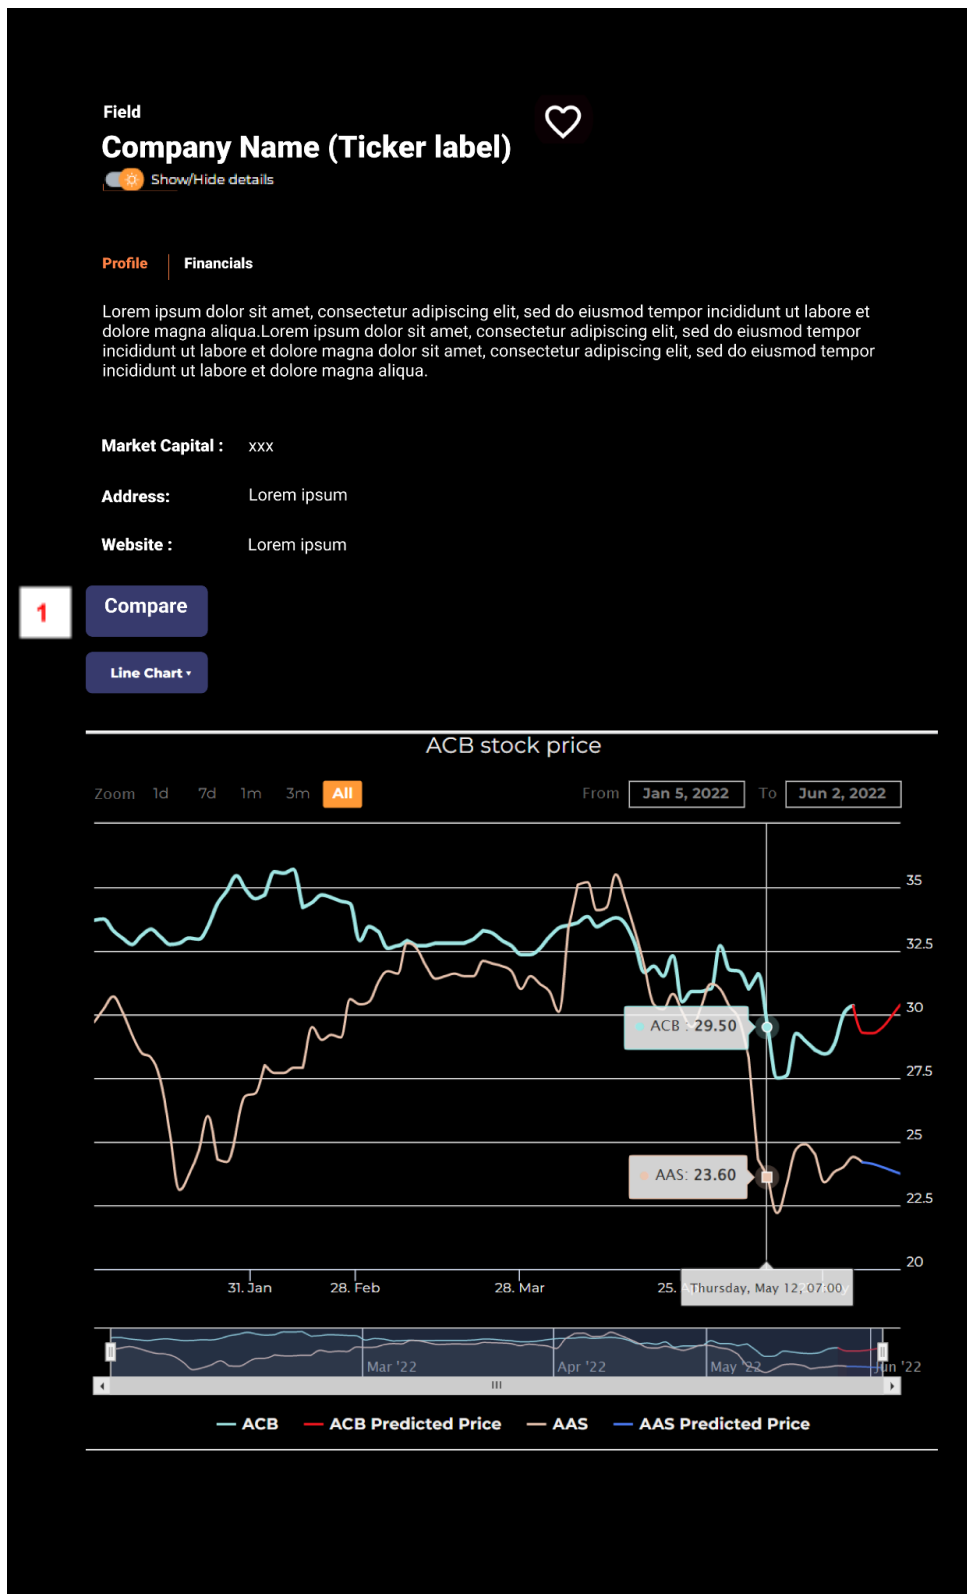 Field
Company Name (Ticker label)
Show/Hide details
Profile
Financials
Lorem ipsum dolor sit amet, consectetur adipiscing elit, sed do eiusmod tempor incididunt ut labore et
dolore magna aliqua.Lorem ipsum dolor sit amet, consectetur adipiscing elit, sed do eiusmod tempor
incididunt ut labore et dolore magna dolor sit amet, consectetur adipiscing elit, sed do eiusmod tempor
incididunt ut labore et dolore magna aliqua.
Market Capital : xxx
Address: Lorem ipsum
Website : Lorem ipsum
1
Compare
Line Chart
ACB stock price
Zoom 1d 7d 1m 3m All From Jan 5, 2022 To Jun 2, 2022
35
32.5
30
ACB : 29.50
27.5
25
AAS: 23.60
22.5
20
31. Jan 28. Feb 28. Mar 25.
Thursday, May 12, 07:00
Mar '22 Apr '22 May '22 Jun '22
ACB ACB Predicted Price AAS AAS Predicted Price